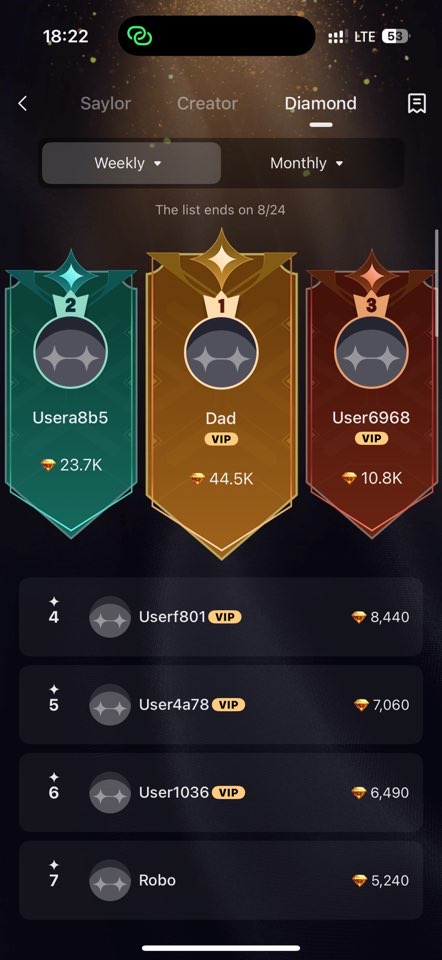 18:22 LTE 53
Saylor Creator Diamond
Weekly Monthly
The list ends on 8/24
2 1 3
Usera8b5 Dad User6968
VIP VIP
23.7K 44.5K 10.8K
4 Userf801 VIP 8,440
5 User4a78 VIP 7,060
6 User1036 VIP 6,490
7 Robo 5,240